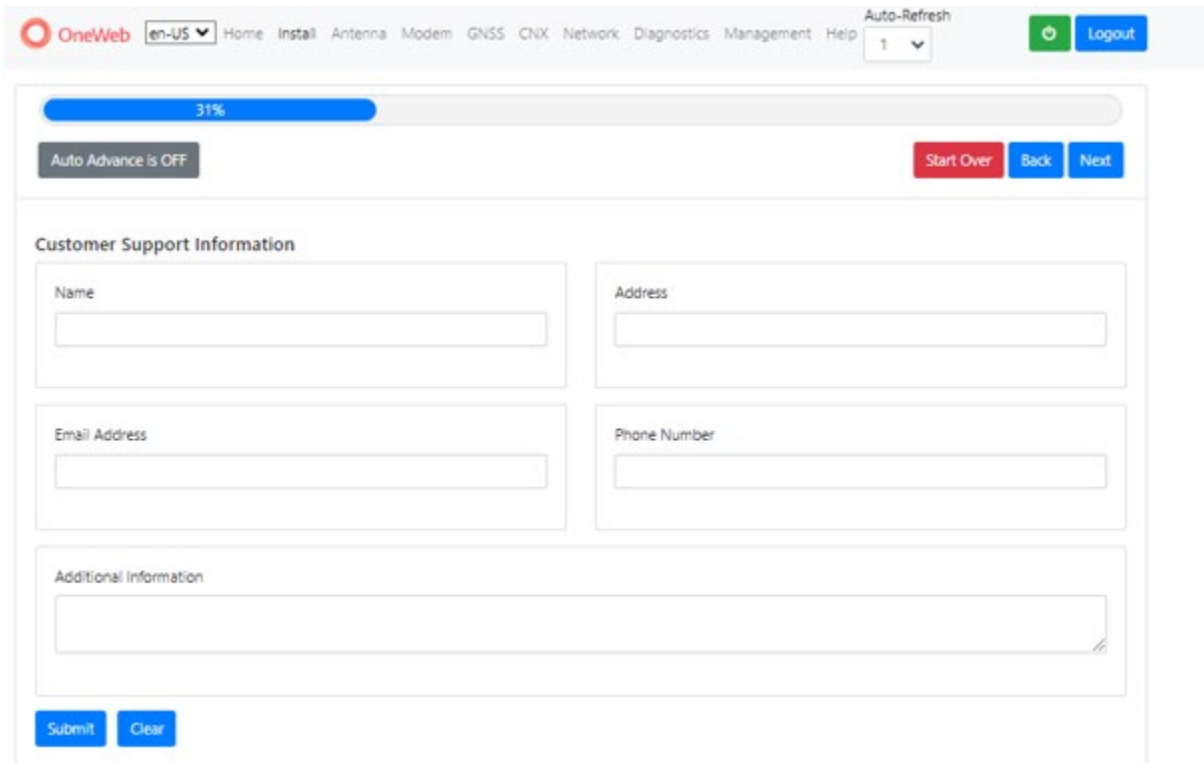 Auto-Refresh
OneWeb en-US Home Install Antenna Modem GNSS CNX Network Diagnostics Management Help 1 Logout
31%
Auto Advance is OFF Start Over Back Next
Customer Support Information
Name Address
Email Address Phone Number
Additional Information
Submit Clear